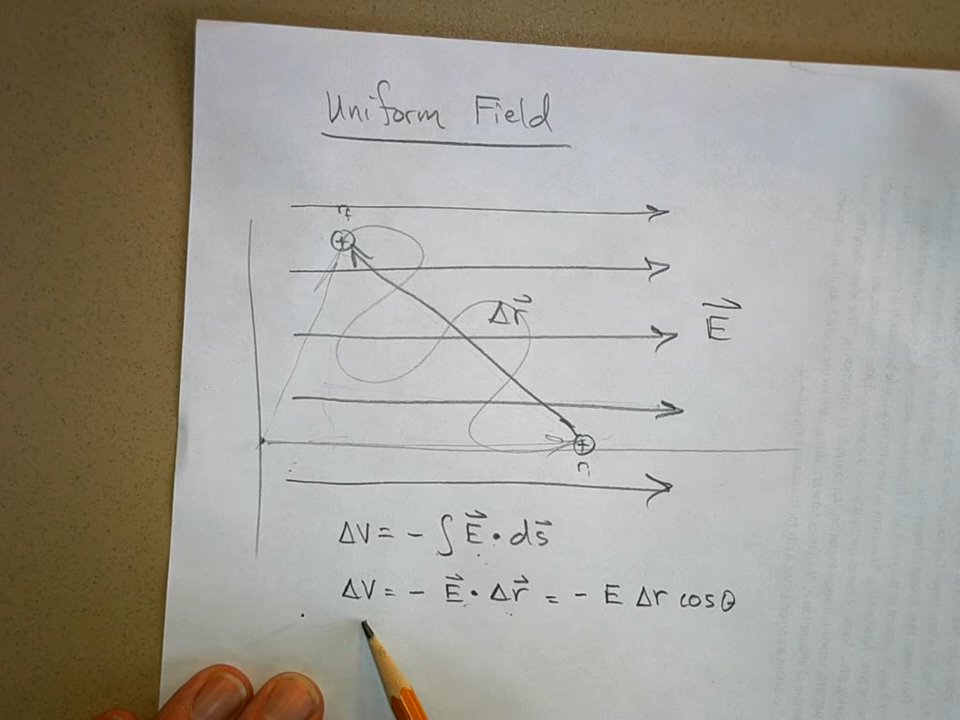 Uniform Field
r_f
Δr⃗
E⃗
r_i
ΔV = - ∫ E⃗ • ds⃗
ΔV = - E⃗ • Δr⃗ = - E Δr cosθ